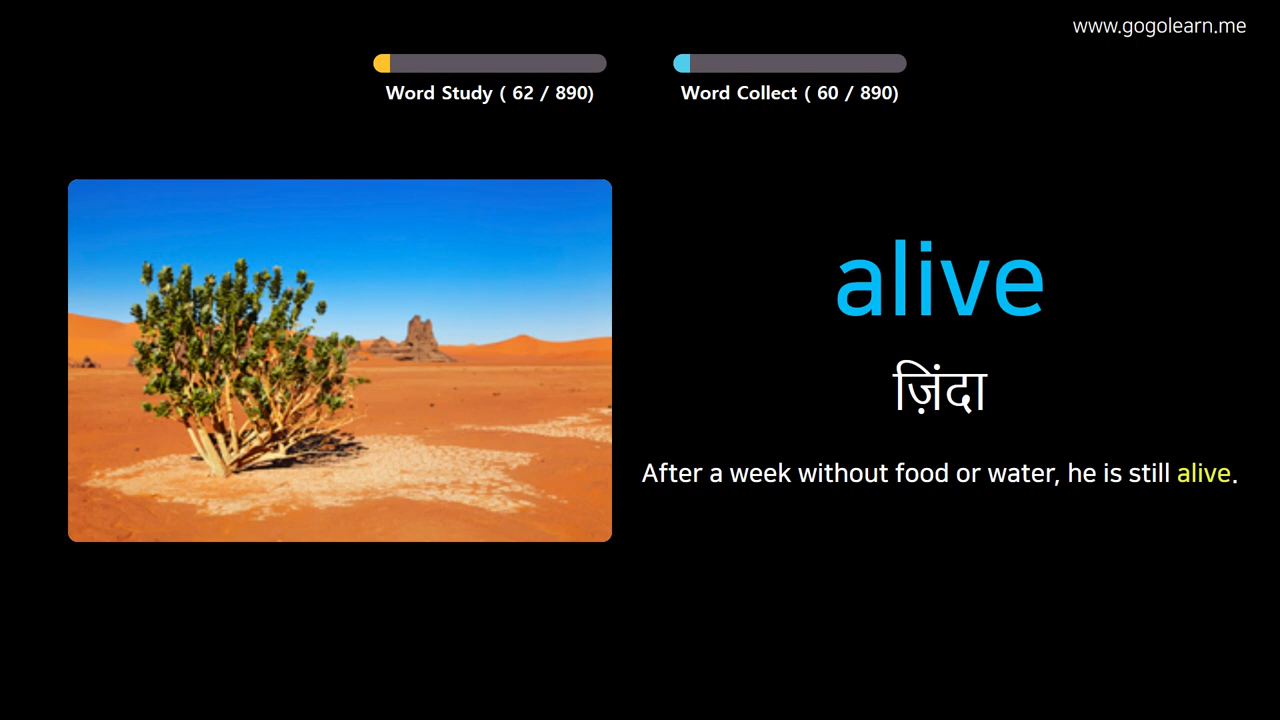 www.gogolearn.me
Word Study ( 62 / 890)
Word Collect ( 60 / 890)
alive
ज़िंदा
After a week without food or water, he is still alive.